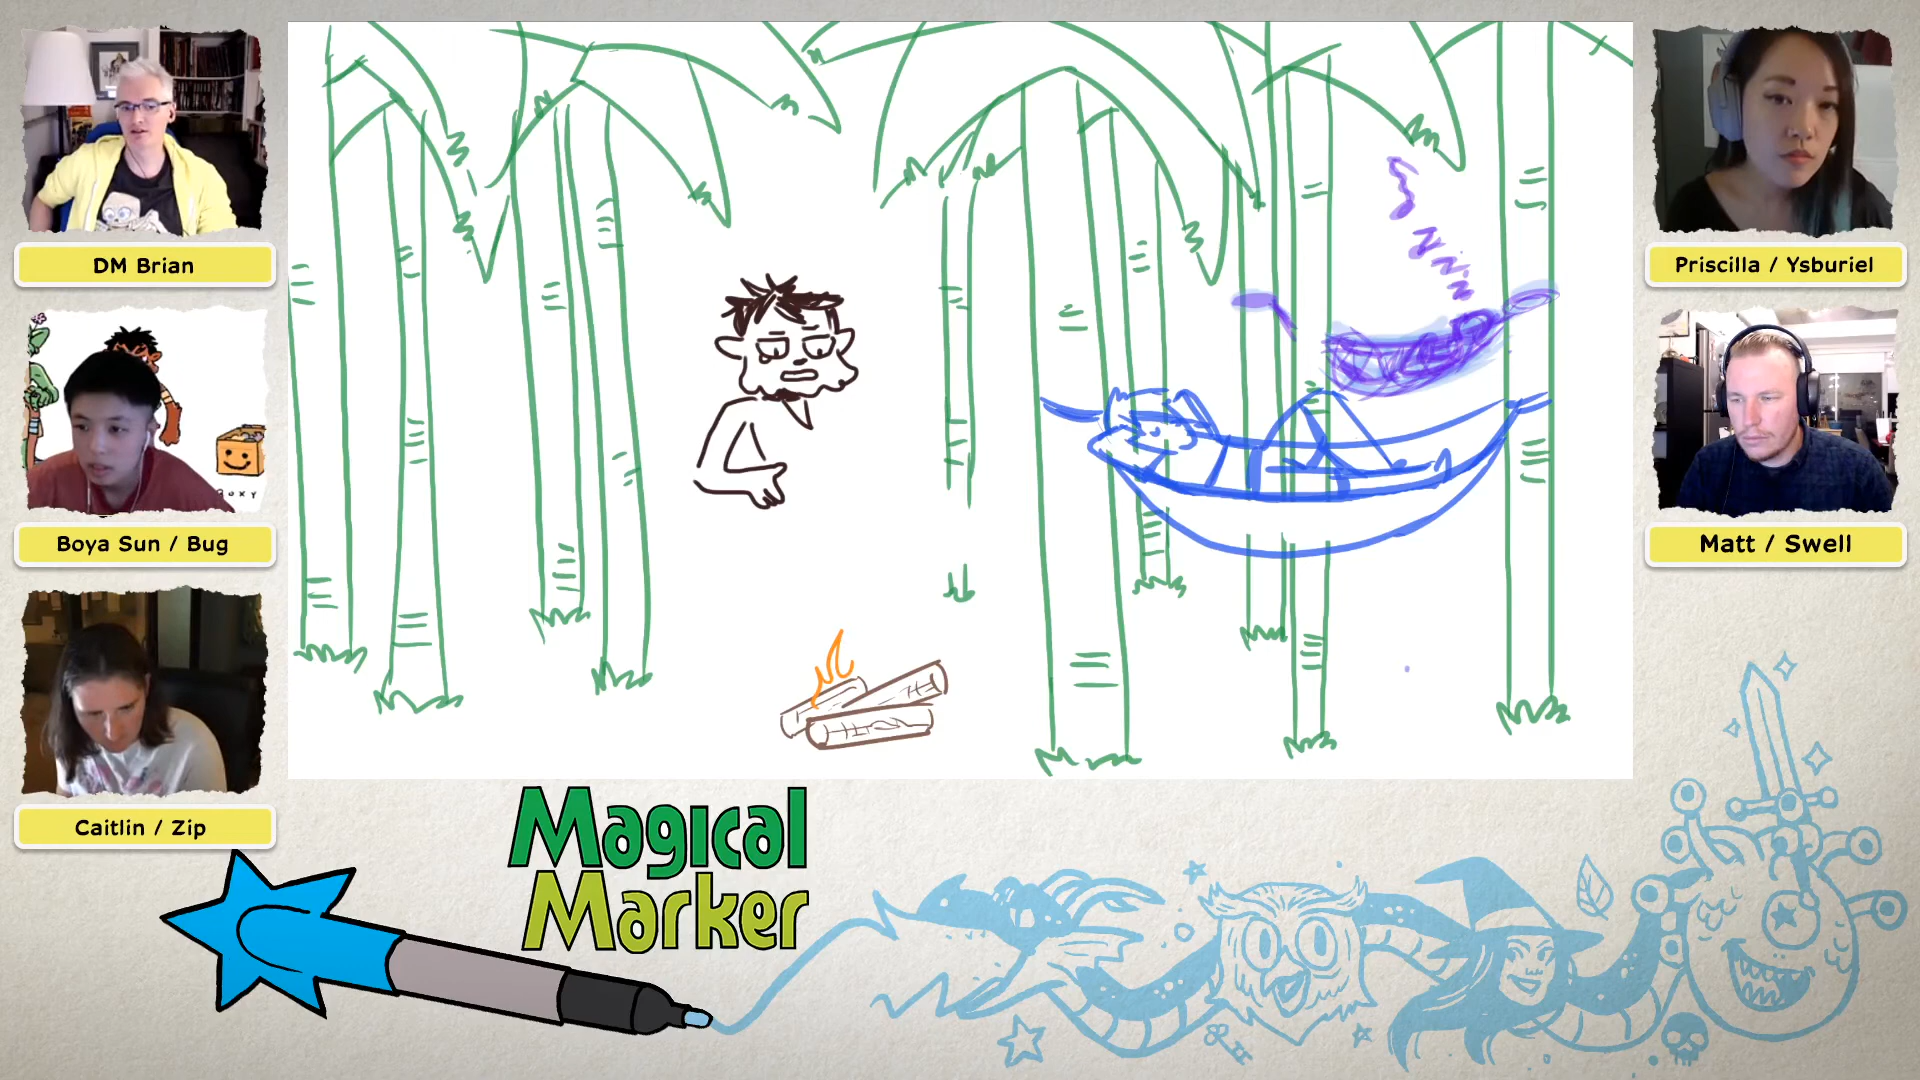 DM Brian
Priscilla / Ysburiel
Boya Sun / Bug
Matt / Swell
Caitlin / Zip
Magical
Marker